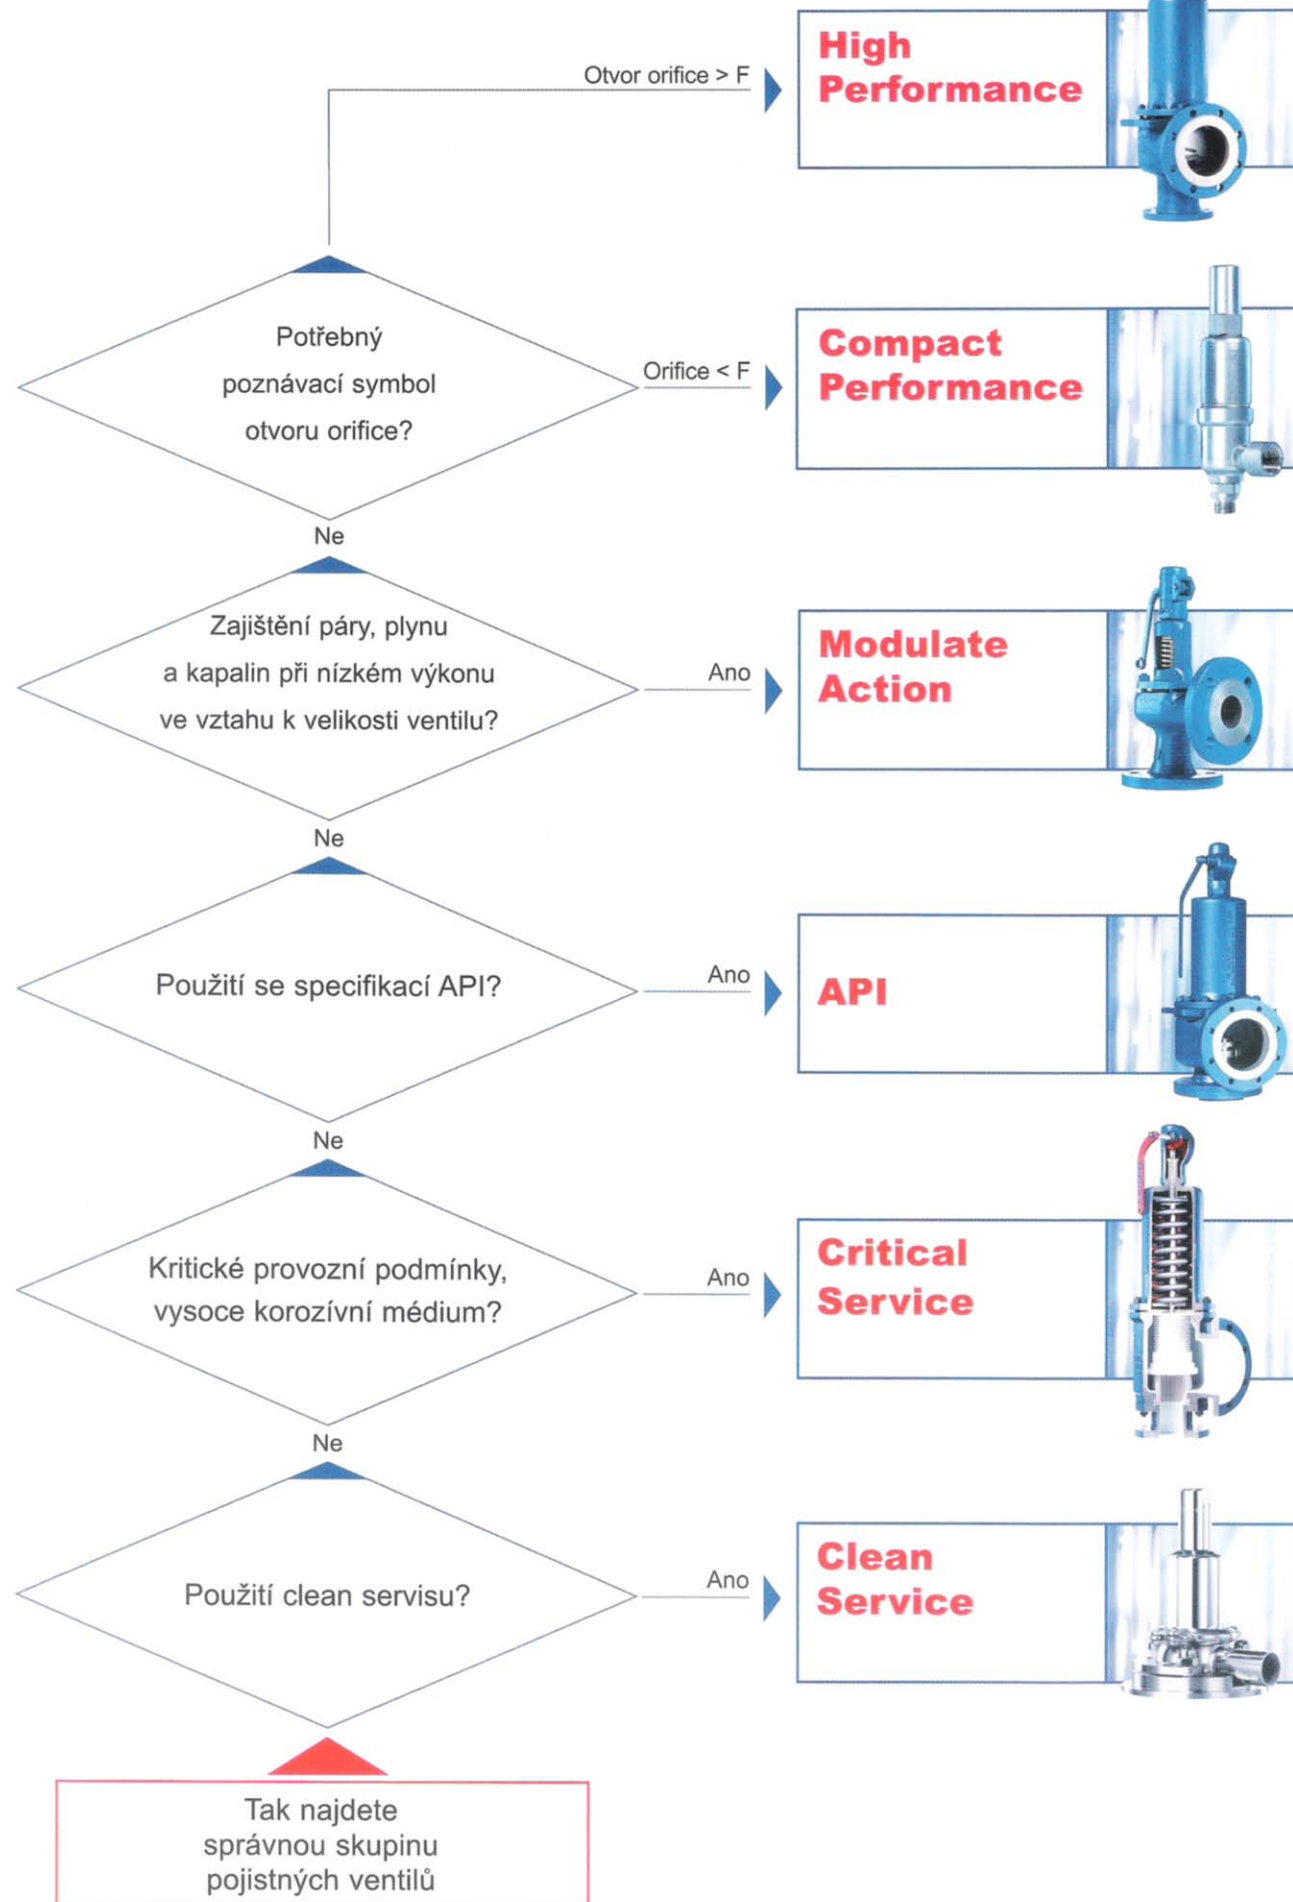 Otvor orifice > F
High
Performance
Potřebný
poznávací symbol
otvoru orifice?
Orifice < F
Compact
Performance
Ne
Zajištění páry, plynu
a kapalin při nízkém výkonu
ve vztahu k velikosti ventilu?
Ano
Modulate
Action
Ne
Použití se specifikací API?
Ano
API
Ne
Kritické provozní podmínky,
vysoce korozívní médium?
Ano
Critical
Service
Ne
Použití clean servisu?
Ano
Clean
Service
Tak najdete
správnou skupinu
pojistných ventilů